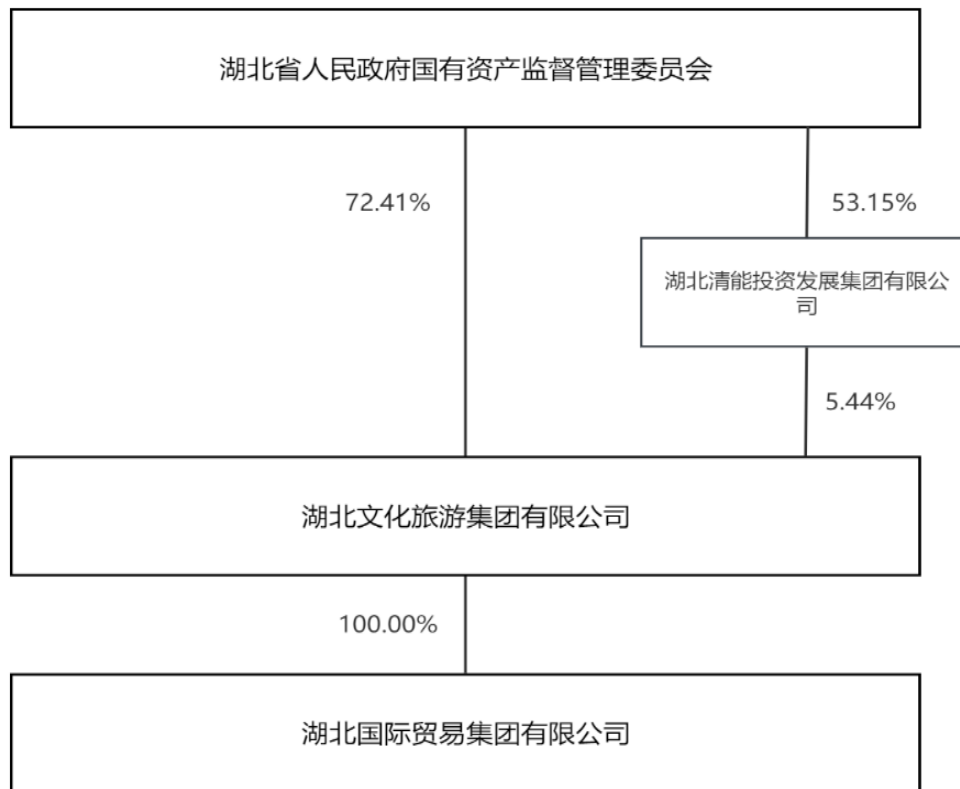 湖北省人民政府国有资产监督管理委员会
72.41%
53.15%
湖北清能投资发展集团有限公
司
5.44%
湖北文化旅游集团有限公司
100.00%
湖北国际贸易集团有限公司